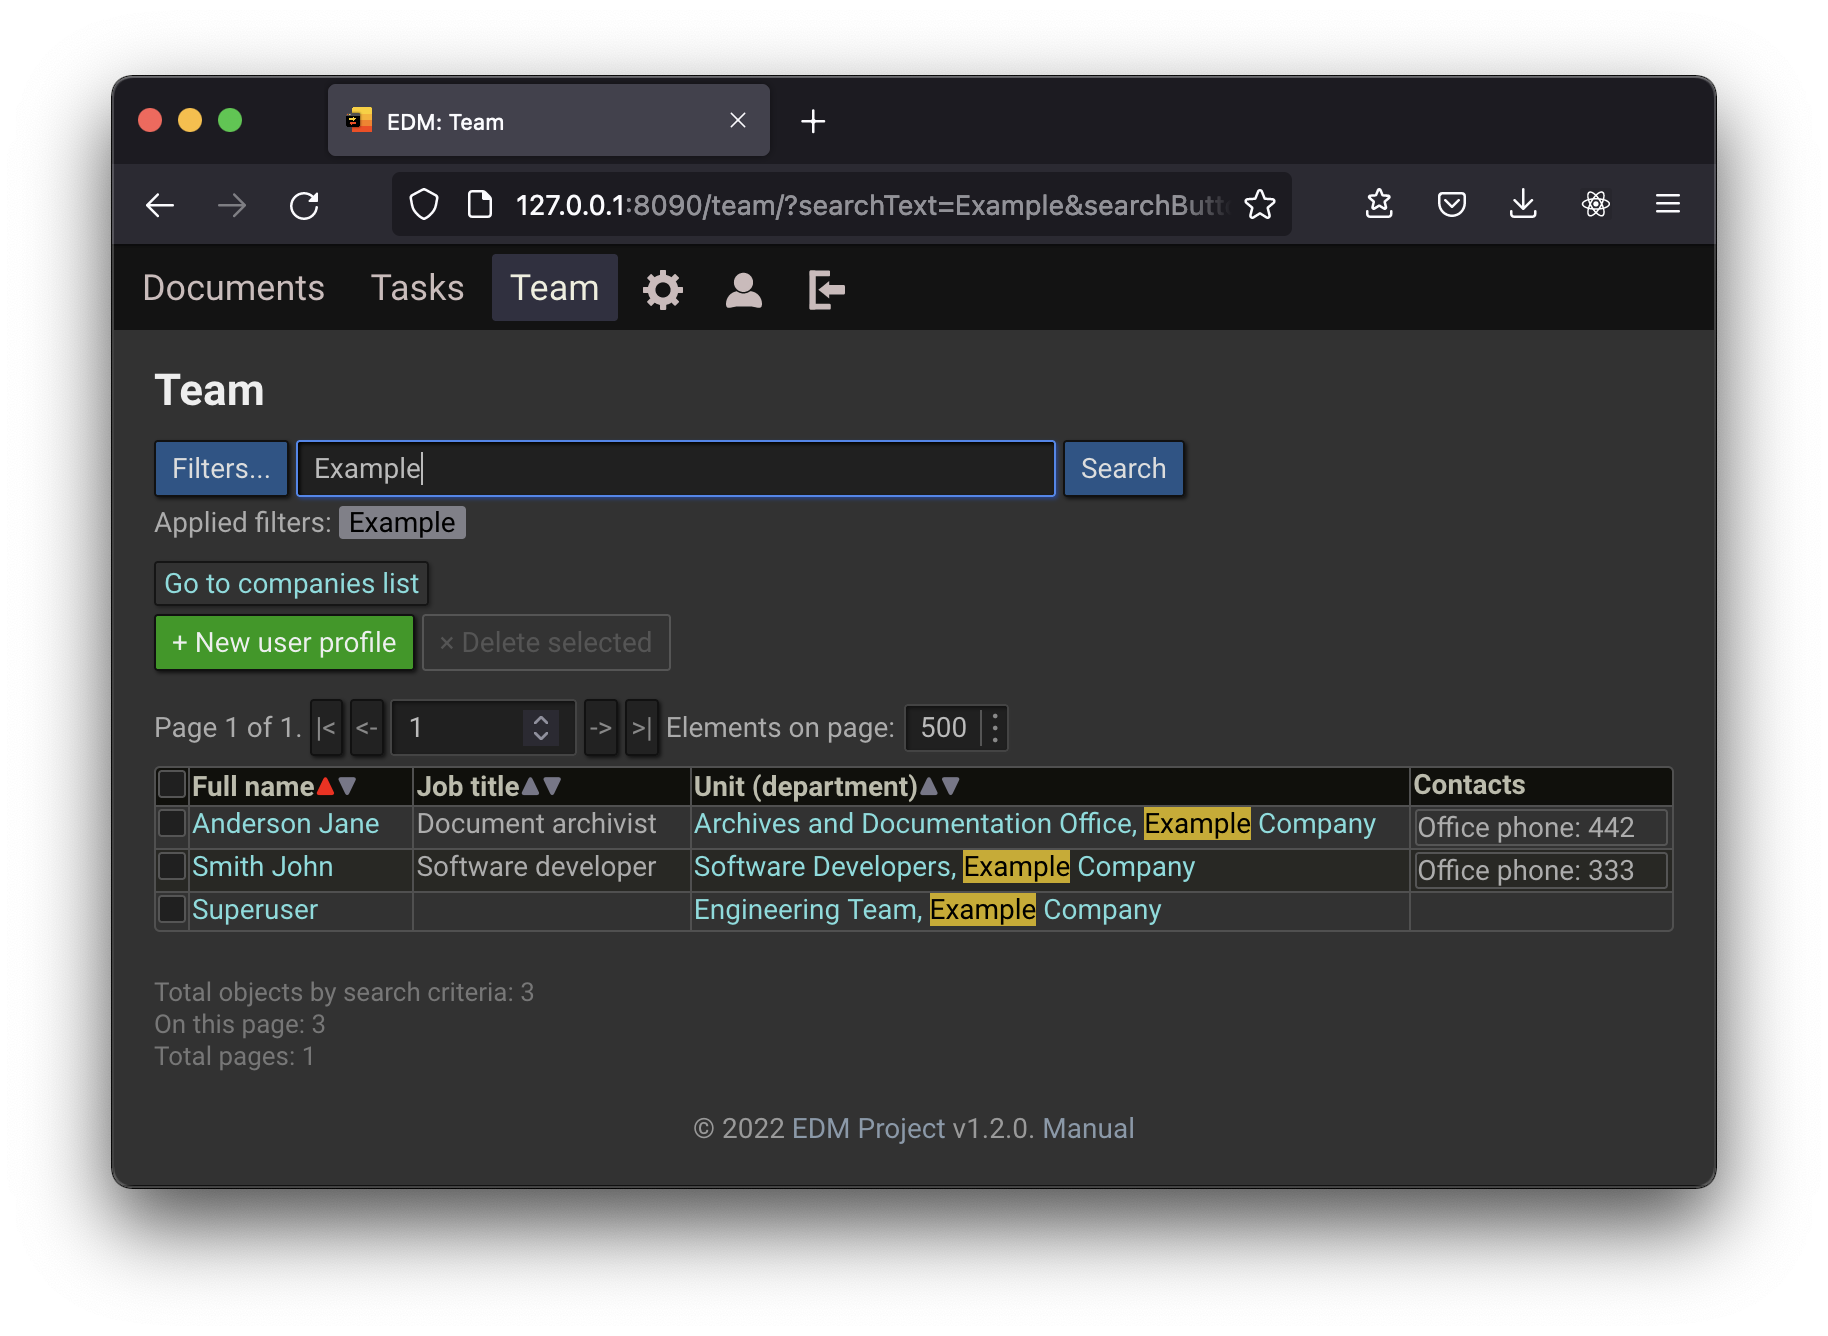 EDM: Team
127.0.0.1:8090/team/?searchText=Example&searchButt
Documents Tasks Team
Team
Filters... Example Search
Applied filters: Example
Go to companies list
+ New user profile × Delete selected
Page 1 of 1. |< <- 1 -> >| Elements on page: 500
Full name Job title Unit (department) Contacts
Anderson Jane Document archivist Archives and Documentation Office, Example Company Office phone: 442
Smith John Software developer Software Developers, Example Company Office phone: 333
Superuser Engineering Team, Example Company
Total objects by search criteria: 3
On this page: 3
Total pages: 1
© 2022 EDM Project v1.2.0. Manual